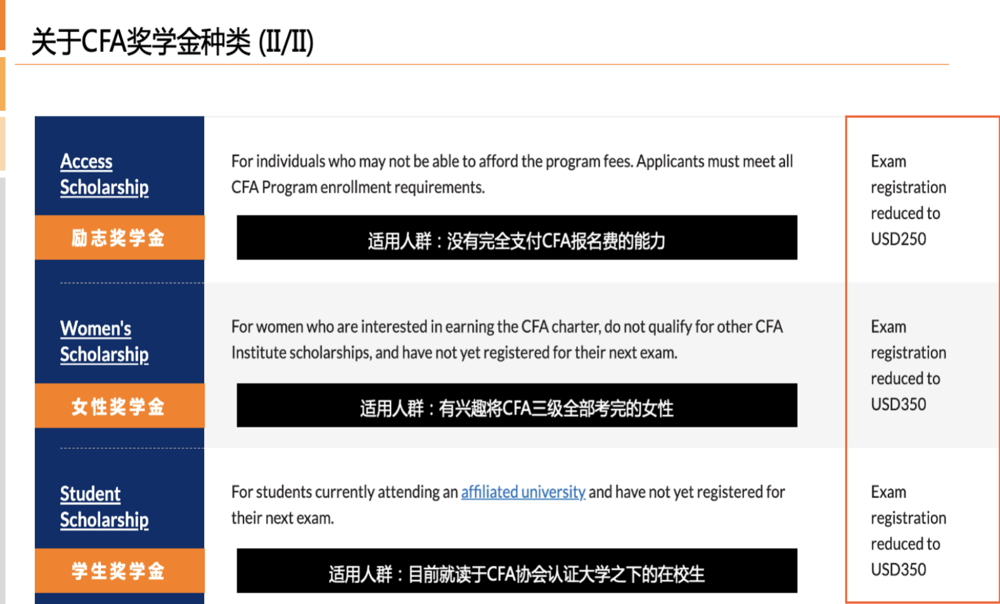 关于CFA奖学金种类 (II/II)
Access
Scholarship
励志奖学金
For individuals who may not be able to afford the program fees. Applicants must meet all
CFA Program enrollment requirements.
适用人群：没有完全支付CFA报名费的能力
Exam
registration
reduced to
USD250
Women's
Scholarship
女性奖学金
For women who are interested in earning the CFA charter, do not qualify for other CFA
Institute scholarships, and have not yet registered for their next exam.
适用人群：有兴趣将CFA三级全部考完的女性
Exam
registration
reduced to
USD350
Student
Scholarship
学生奖学金
For students currently attending an affiliated university and have not yet registered for
their next exam.
适用人群：目前就读于CFA协会认证大学之下的在校生
Exam
registration
reduced to
USD350